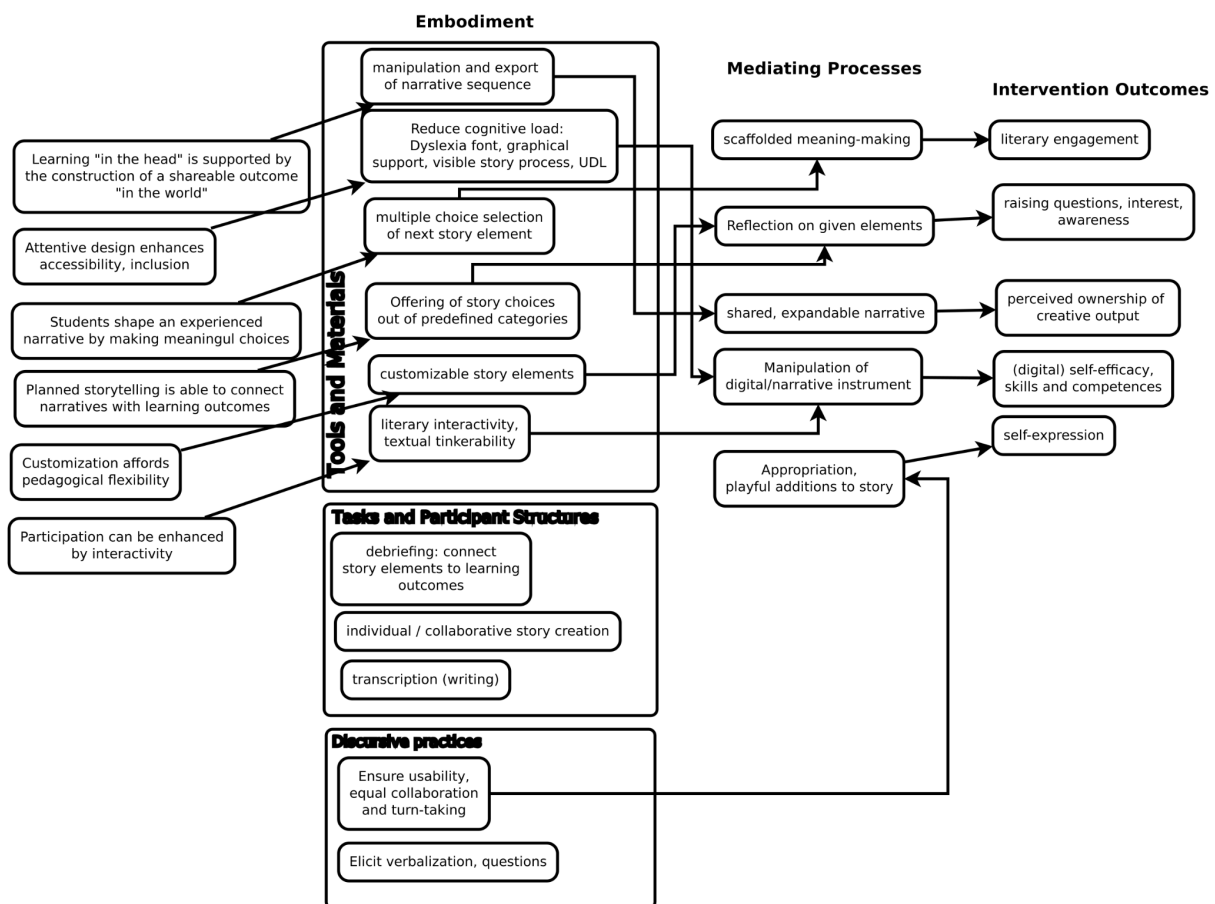 Embodiment
Mediating Processes
Intervention Outcomes
Learning "in the head" is supported by
the construction of a shareable outcome
"in the world"
Attentive design enhances
accessibility, inclusion
Students shape an experienced
narrative by making meaningul choices
Planned storytelling is able to connect
narratives with learning outcomes
Customization affords
pedagogical flexibility
Participation can be enhanced
by interactivity
Tools and Materials
manipulation and export
of narrative sequence
Reduce cognitive load:
Dyslexia font, graphical
support, visible story process, UDL
multiple choice selection
of next story element
Offering of story choices
out of predefined categories
customizable story elements
literary interactivity,
textual tinkerability
Tasks and Participant Structures
debriefing: connect
story elements to learning
outcomes
individual / collaborative story creation
transcription (writing)
Discursive practices
Ensure usability,
equal collaboration
and turn-taking
Elicit verbalization, questions
scaffolded meaning-making
Reflection on given elements
shared, expandable narrative
Manipulation of
digital/narrative instrument
Appropriation,
playful additions to story
literary engagement
raising questions, interest,
awareness
perceived ownership of
creative output
(digital) self-efficacy,
skills and competences
self-expression